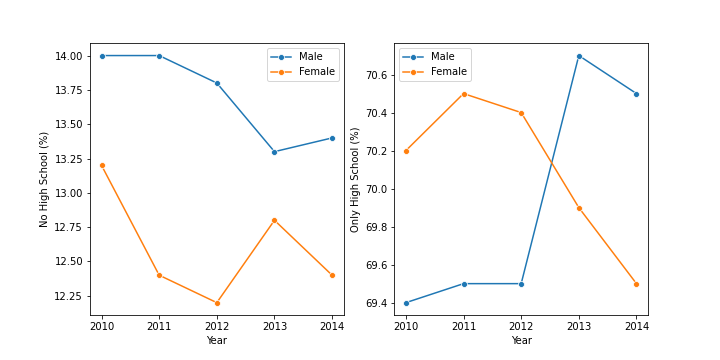 No High School (%)
14.00
13.75
13.50
13.25
13.00
12.75
12.50
12.25
Male
Female
2010 2011 2012 2013 2014
Year
Only High School (%)
70.6
70.4
70.2
70.0
69.8
69.6
69.4
Male
Female
2010 2011 2012 2013 2014
Year